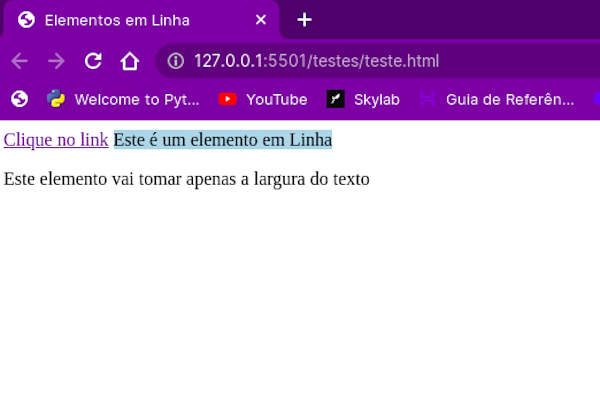 Elementos em Linha
127.0.0.1:5501/testes/teste.html
Welcome to Pyt... YouTube Skylab Guia de Referên...
Clique no link Este é um elemento em Linha
Este elemento vai tomar apenas a largura do texto